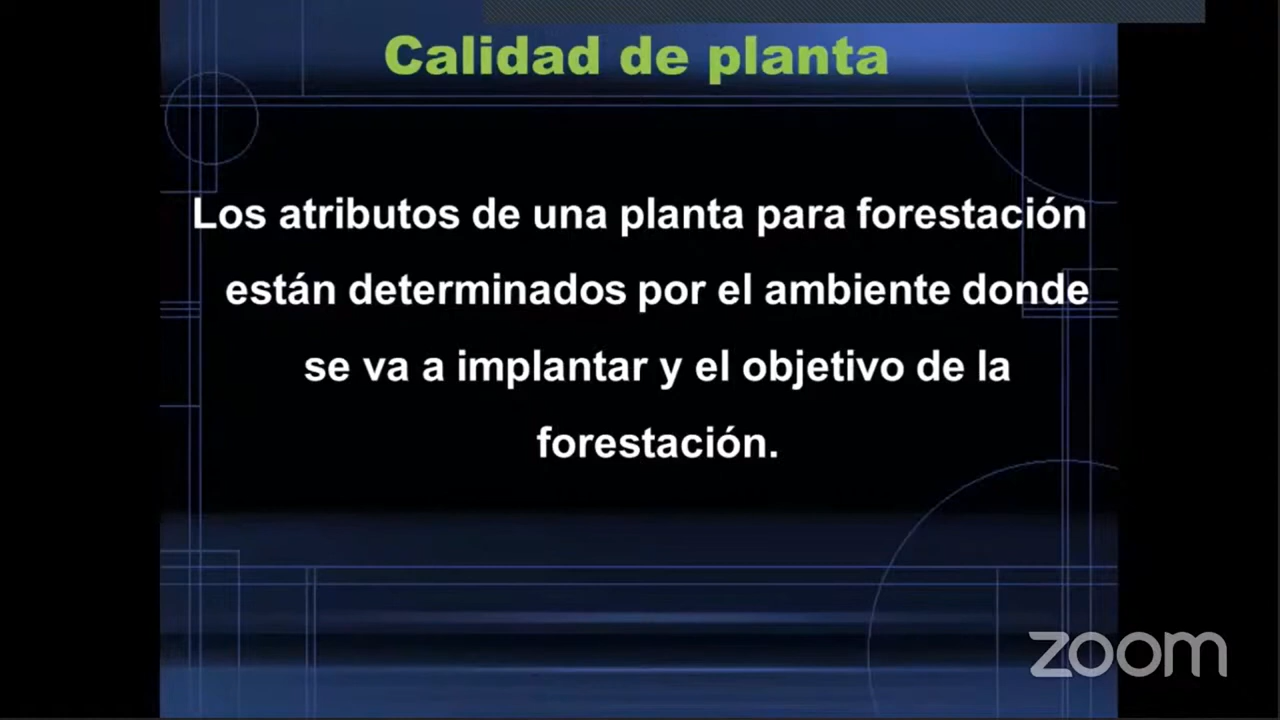 Calidad de planta
Los atributos de una planta para forestación
están determinados por el ambiente donde
se va a implantar y el objetivo de la
forestación.
zoom